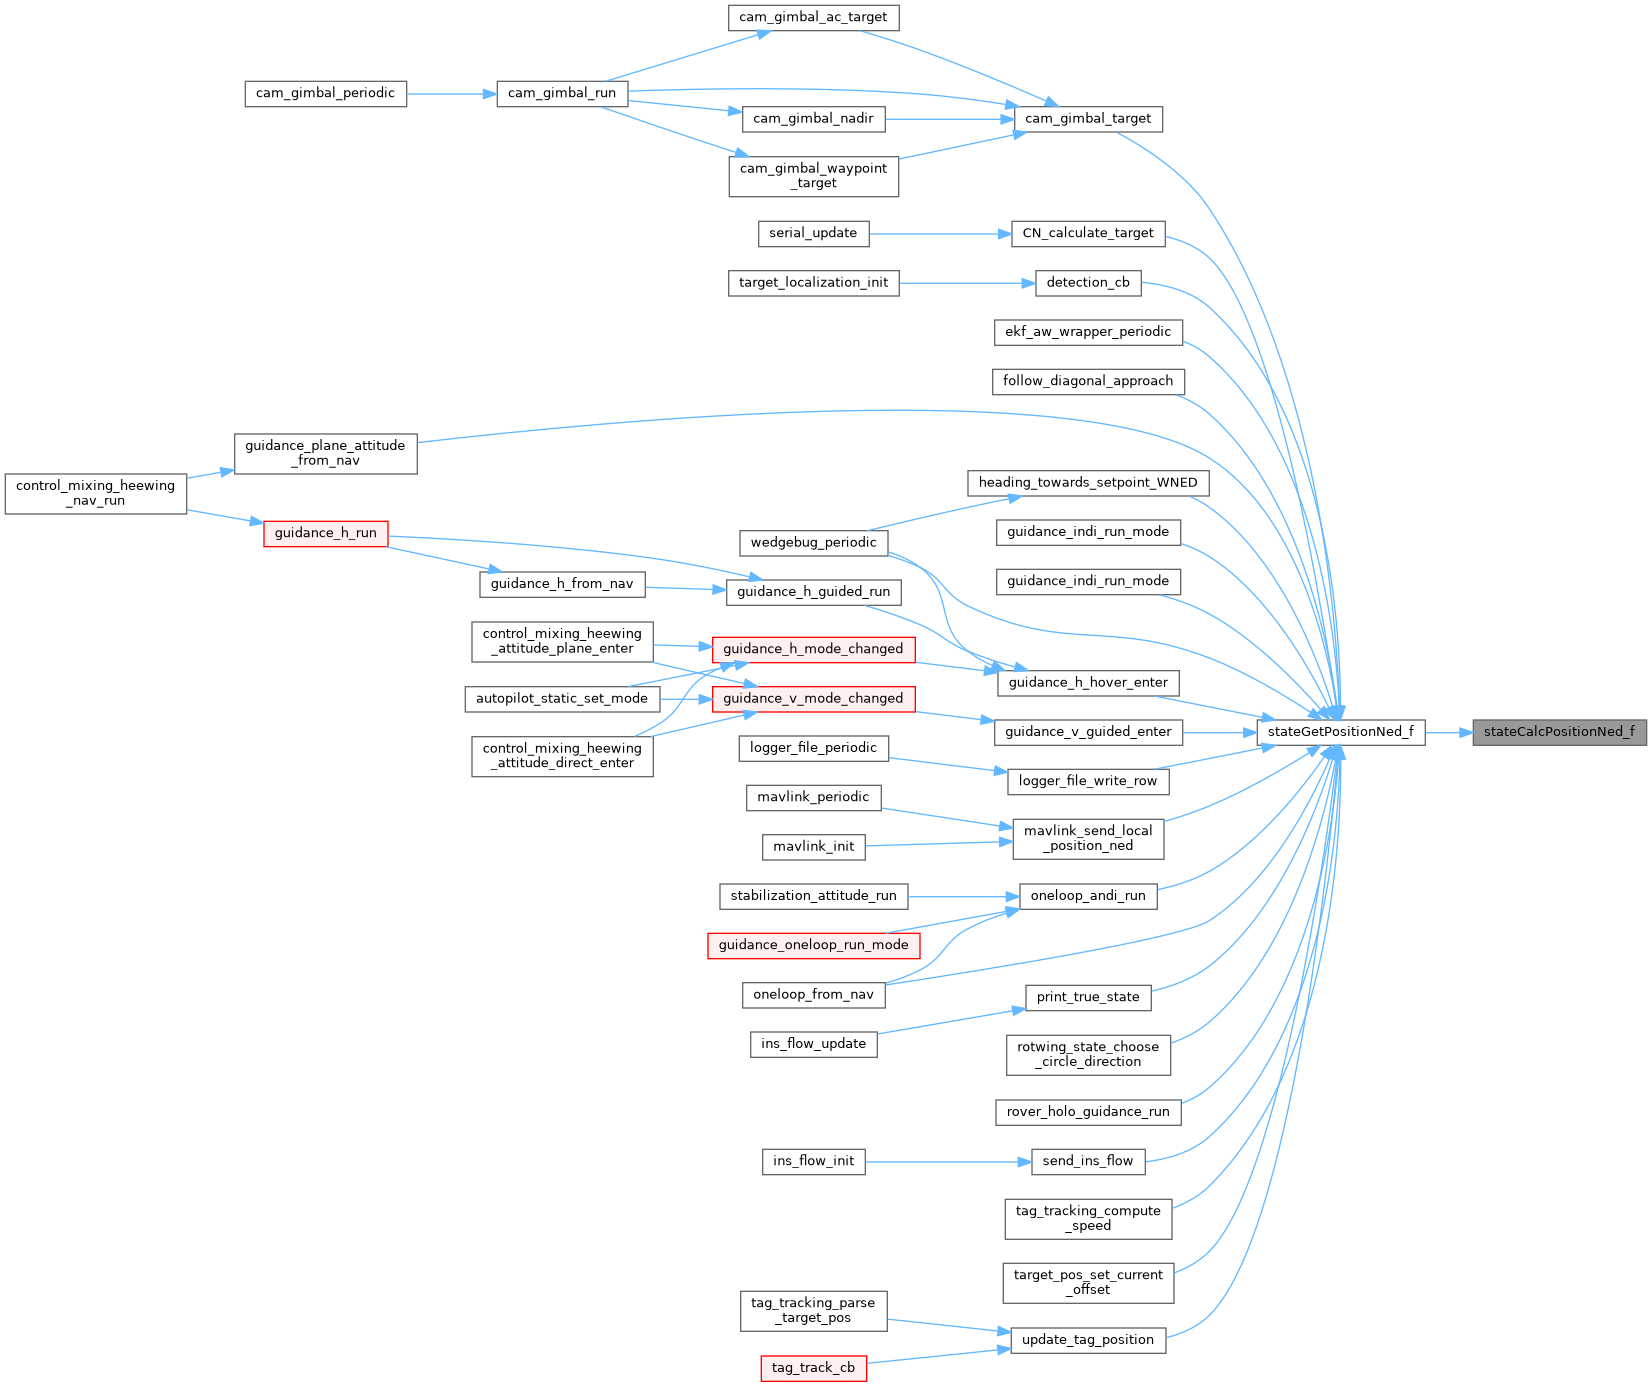 cam_gimbal_ac_target
cam_gimbal_periodic
cam_gimbal_run
cam_gimbal_nadir
cam_gimbal_target
cam_gimbal_waypoint
_target
serial_update
CN_calculate_target
target_localization_init
detection_cb
ekf_aw_wrapper_periodic
follow_diagonal_approach
guidance_plane_attitude
_from_nav
control_mixing_heewing
_nav_run
heading_towards_setpoint_WNED
guidance_h_run
wedgebug_periodic
guidance_indi_run_mode
guidance_h_from_nav
guidance_h_guided_run
guidance_indi_run_mode
control_mixing_heewing
_attitude_plane_enter
guidance_h_mode_changed
guidance_h_hover_enter
autopilot_static_set_mode
guidance_v_mode_changed
guidance_v_guided_enter
stateGetPositionNed_f
stateCalcPositionNed_f
control_mixing_heewing
_attitude_direct_enter
logger_file_periodic
logger_file_write_row
mavlink_periodic
mavlink_send_local
_position_ned
mavlink_init
stabilization_attitude_run
oneloop_andi_run
guidance_oneloop_run_mode
oneloop_from_nav
print_true_state
ins_flow_update
rotwing_state_choose
_circle_direction
rover_holo_guidance_run
ins_flow_init
send_ins_flow
tag_tracking_compute
_speed
target_pos_set_current
_offset
tag_tracking_parse
_target_pos
update_tag_position
tag_track_cb